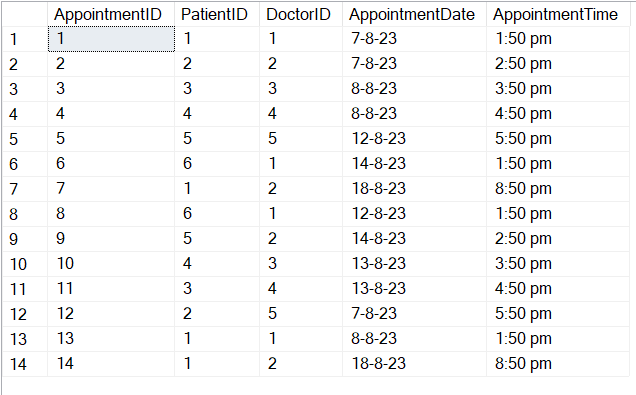 AppointmentID PatientID DoctorID AppointmentDate AppointmentTime
1 1 1 1 7-8-23 1:50 pm
2 2 2 2 7-8-23 2:50 pm
3 3 3 3 8-8-23 3:50 pm
4 4 4 4 8-8-23 4:50 pm
5 5 5 5 12-8-23 5:50 pm
6 6 6 1 14-8-23 1:50 pm
7 7 1 2 18-8-23 8:50 pm
8 8 6 1 12-8-23 1:50 pm
9 9 5 2 14-8-23 2:50 pm
10 10 4 3 13-8-23 3:50 pm
11 11 3 4 13-8-23 4:50 pm
12 12 2 5 7-8-23 5:50 pm
13 13 1 1 8-8-23 1:50 pm
14 14 1 2 18-8-23 8:50 pm